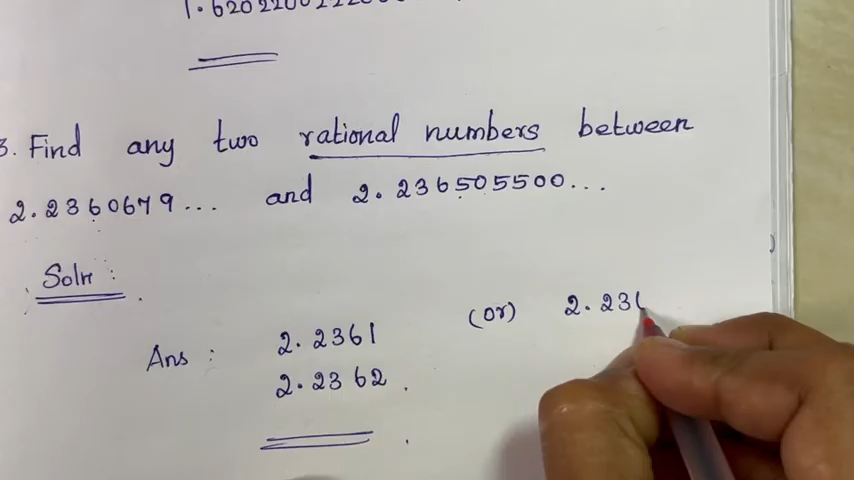 3. Find any two rational numbers between
2.2360679... and 2.236505500...
Soln :
Ans : 2.2361 (or) 2.236
2.2362.